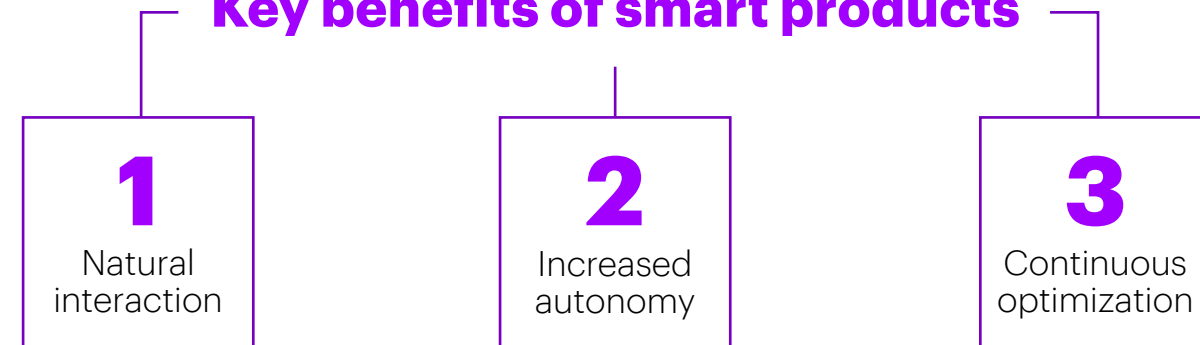 Key benefits of smart products
1
Natural
interaction
2
Increased
autonomy
3
Continuous
optimization